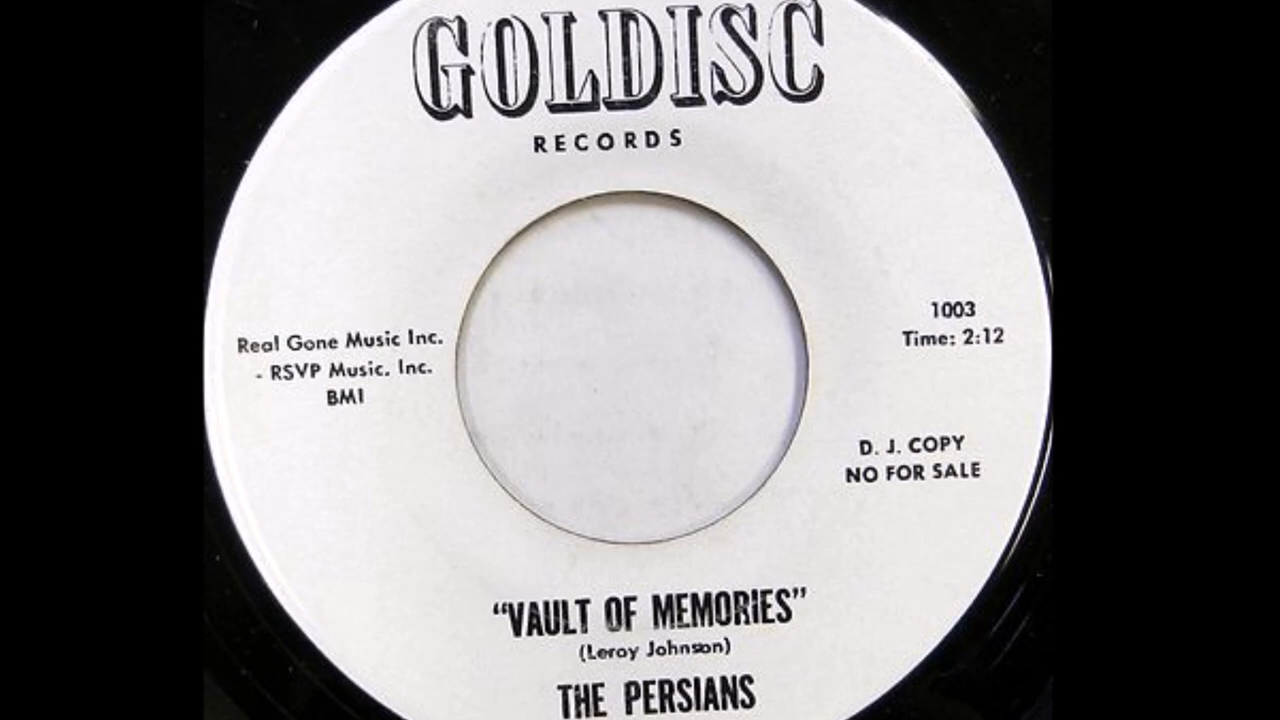 GOLDISC
RECORDS
Real Gone Music Inc.
- RSVP Music, Inc.
BMI
1003
Time: 2:12
D. J. COPY
NO FOR SALE
"VAULT OF MEMORIES"
(Leroy Johnson)
THE PERSIANS